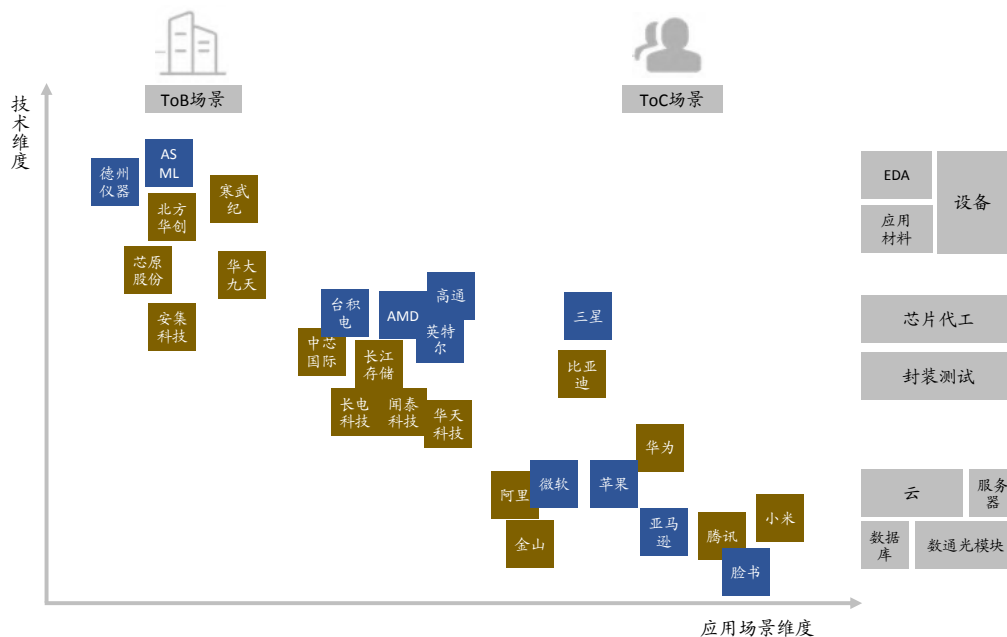 ToB场景
ToC场景
技
术
维
度
AS
ML
德州
仪器
寒武
纪
北方
华创
芯原
股份
华大
九天
安集
科技
台积
电
AMD
高通
英特
尔
中芯
国际
长江
存储
长电
科技
闻泰
科技
华天
科技
三星
比亚
迪
华为
阿里
微软
苹果
金山
亚马
逊
腾讯
小米
脸书
EDA
设备
应用
材料
芯片代工
封装测试
云
服务
器
数据
库
数通光模块
应用场景维度